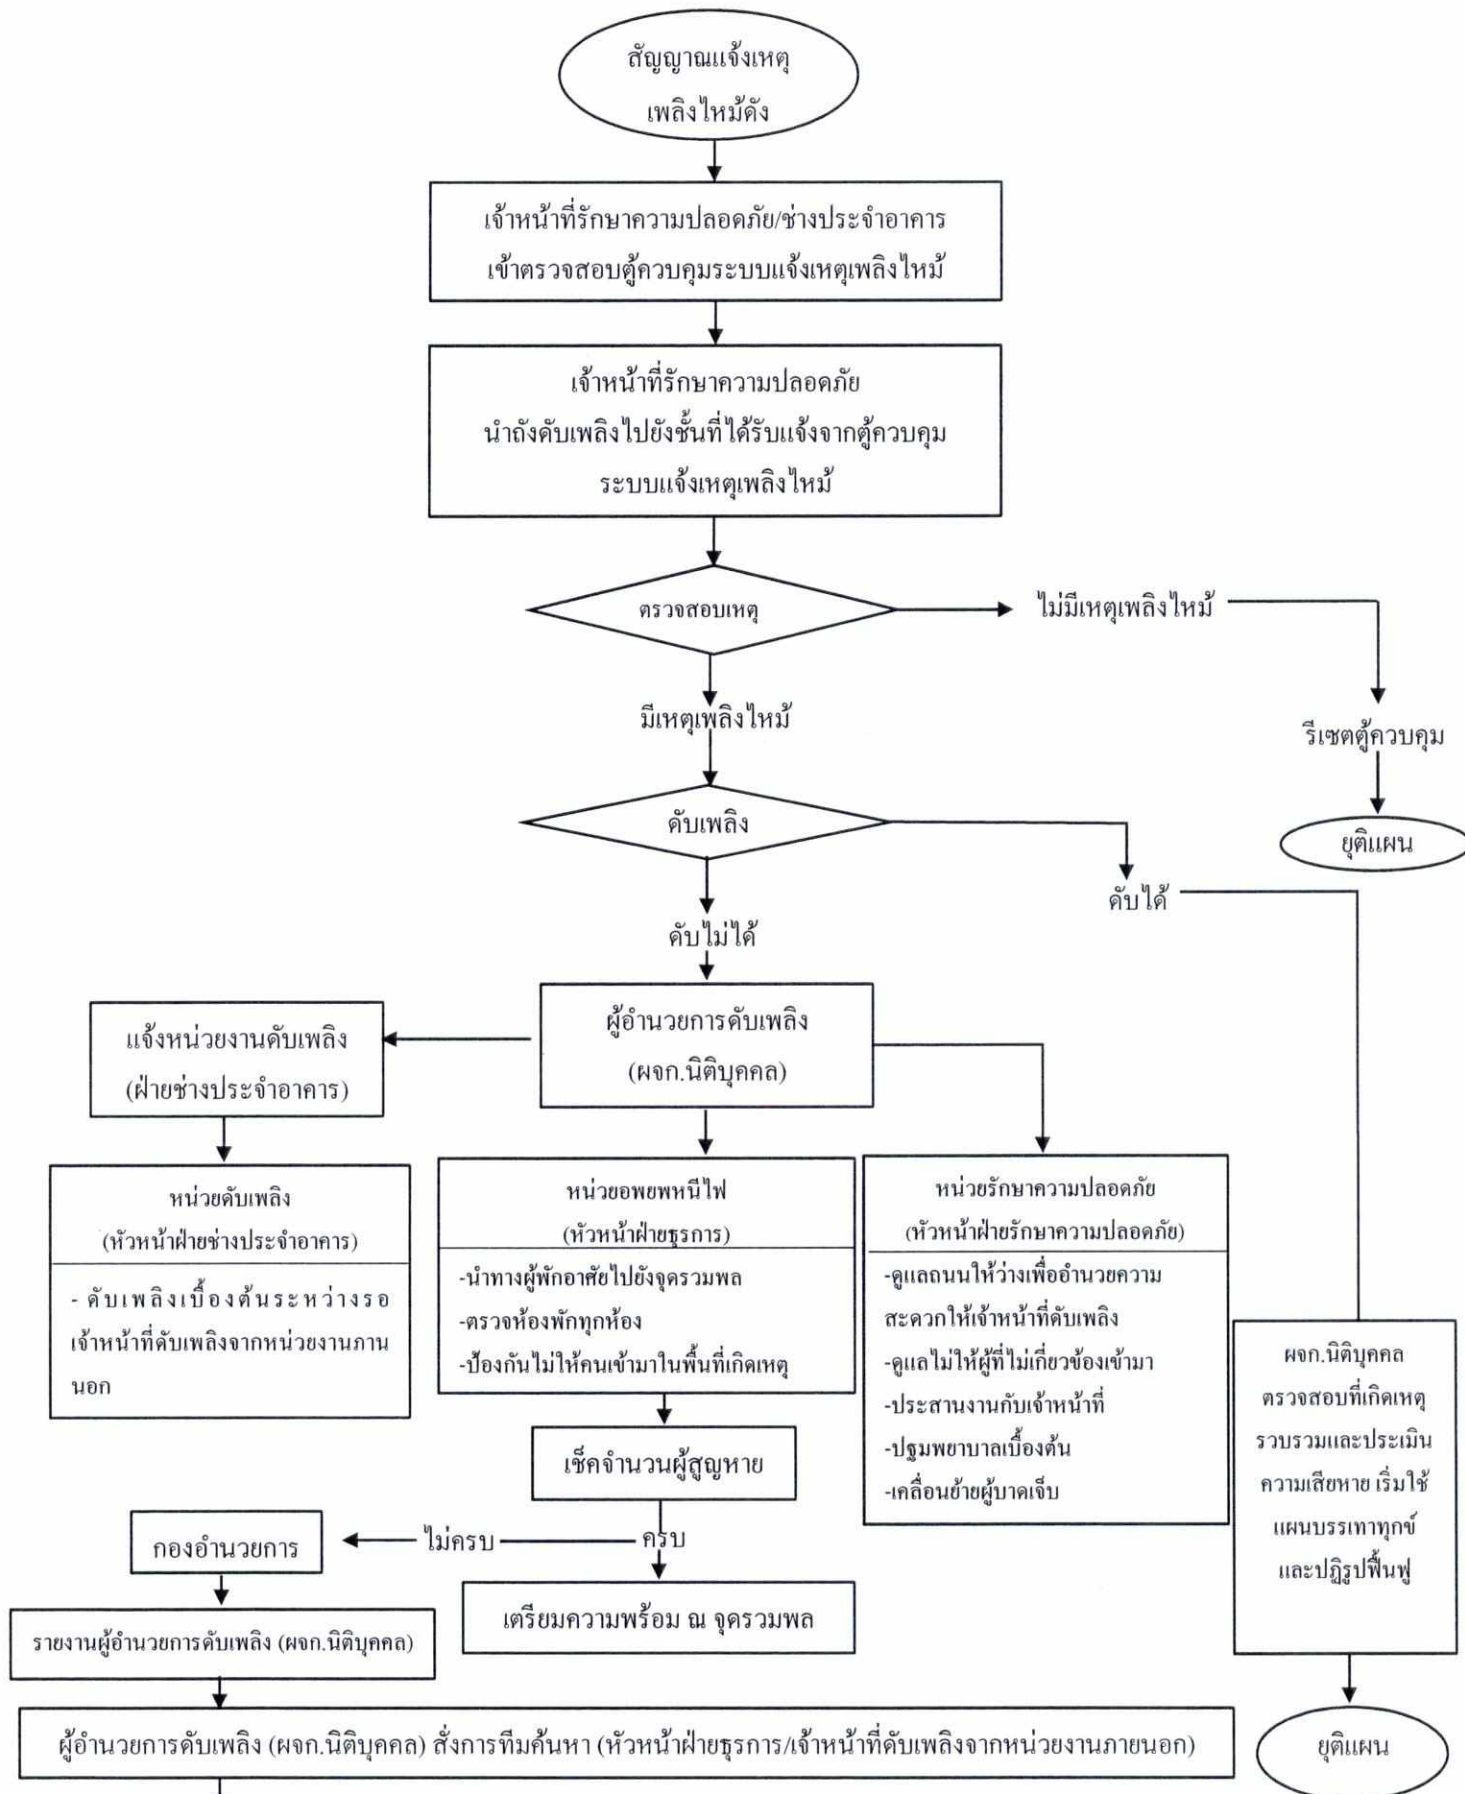 สัญญาณแจ้งเหตุ
เพลิงไหม้ดัง
เจ้าหน้าที่รักษาความปลอดภัย/ช่างประจำอาคาร
เข้าตรวจสอบตู้ควบคุมระบบแจ้งเหตุเพลิงไหม้
เจ้าหน้าที่รักษาความปลอดภัย
นำถังดับเพลิงไปยังชั้นที่ได้รับแจ้งจากตู้ควบคุม
ระบบแจ้งเหตุเพลิงไหม้
ตรวจสอบเหตุ
ไม่มีเหตุเพลิงไหม้
มีเหตุเพลิงไหม้
รีเซตตู้ควบคุม
ดับเพลิง
ยุติแผน
ดับได้
ดับไม่ได้
ผู้อำนวยการดับเพลิง
(ผจก.นิติบุคคล)
แจ้งหน่วยงานดับเพลิง
(ฝ่ายช่างประจำอาคาร)
หน่วยดับเพลิง
(หัวหน้าฝ่ายช่างประจำอาคาร)
- ดับเพลิงเบื้องต้นระหว่างรอ
เจ้าหน้าที่ดับเพลิงจากหน่วยงานภาน
นอก
หน่วยอพยพหนีไฟ
(หัวหน้าฝ่ายธุรการ)
-นำทางผู้พักอาศัยไปยังจุดรวมพล
-ตรวจห้องพักทุกห้อง
-ป้องกันไม่ให้คนเข้ามาในพื้นที่เกิดเหตุ
หน่วยรักษาความปลอดภัย
(หัวหน้าฝ่ายรักษาความปลอดภัย)
-ดูแลถนนให้ว่างเพื่ออำนวยความ
สะดวกให้เจ้าหน้าที่ดับเพลิง
-ดูแลไม่ให้ผู้ที่ไม่เกี่ยวข้องเข้ามา
-ประสานงานกับเจ้าหน้าที่
-ปฐมพยาบาลเบื้องต้น
-เคลื่อนย้ายผู้บาดเจ็บ
ผจก.นิติบุคคล
ตรวจสอบที่เกิดเหตุ
รวบรวมและประเมิน
ความเสียหาย เริ่มใช้
แผนบรรเทาทุกข์
และปฏิรูปฟื้นฟู
เช็คจำนวนผู้สูญหาย
กองอำนวยการ
ไม่ครบ
ครบ
เตรียมความพร้อม ณ จุดรวมพล
รายงานผู้อำนวยการดับเพลิง (ผจก.นิติบุคคล)
ผู้อำนวยการดับเพลิง (ผจก.นิติบุคคล) สั่งการทีมค้นหา (หัวหน้าฝ่ายธุรการ/เจ้าหน้าที่ดับเพลิงจากหน่วยงานภายนอก)
ยุติแผน